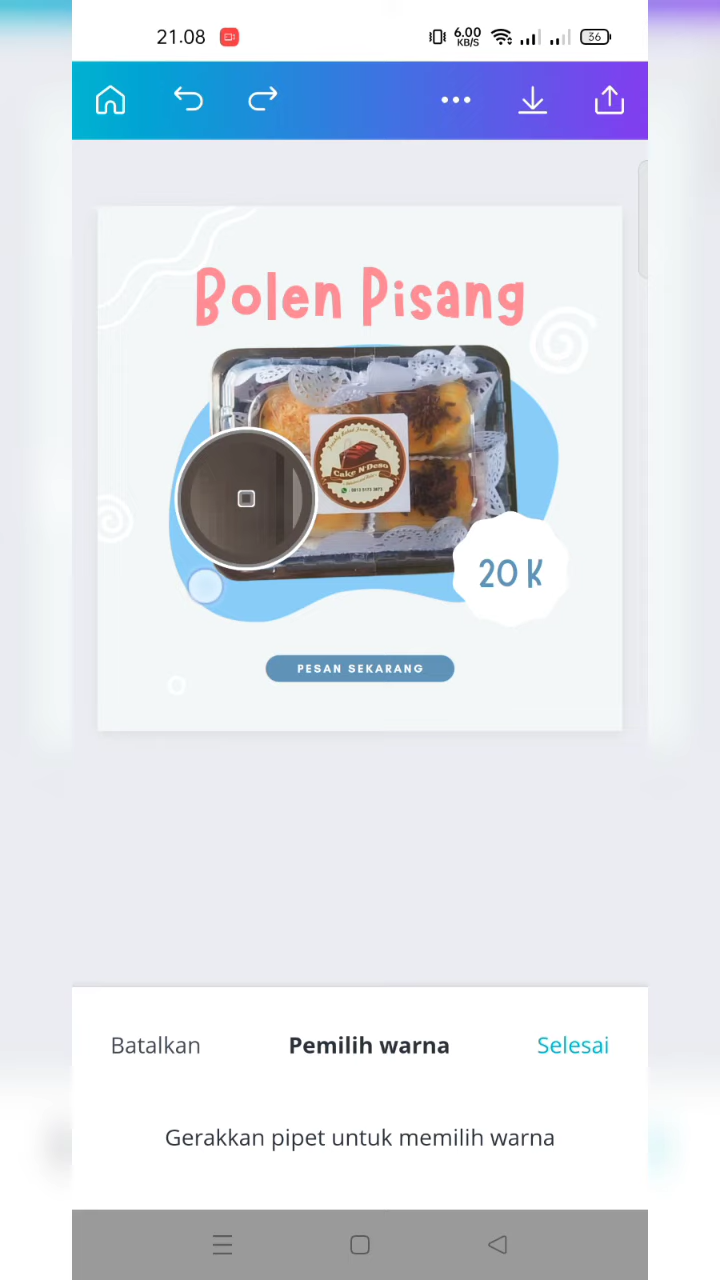 21.08
6.00
KB/S
36
Bolen Pisang
Cake N Deso
20 K
PESAN SEKARANG
Batalkan
Pemilih warna
Selesai
Gerakkan pipet untuk memilih warna